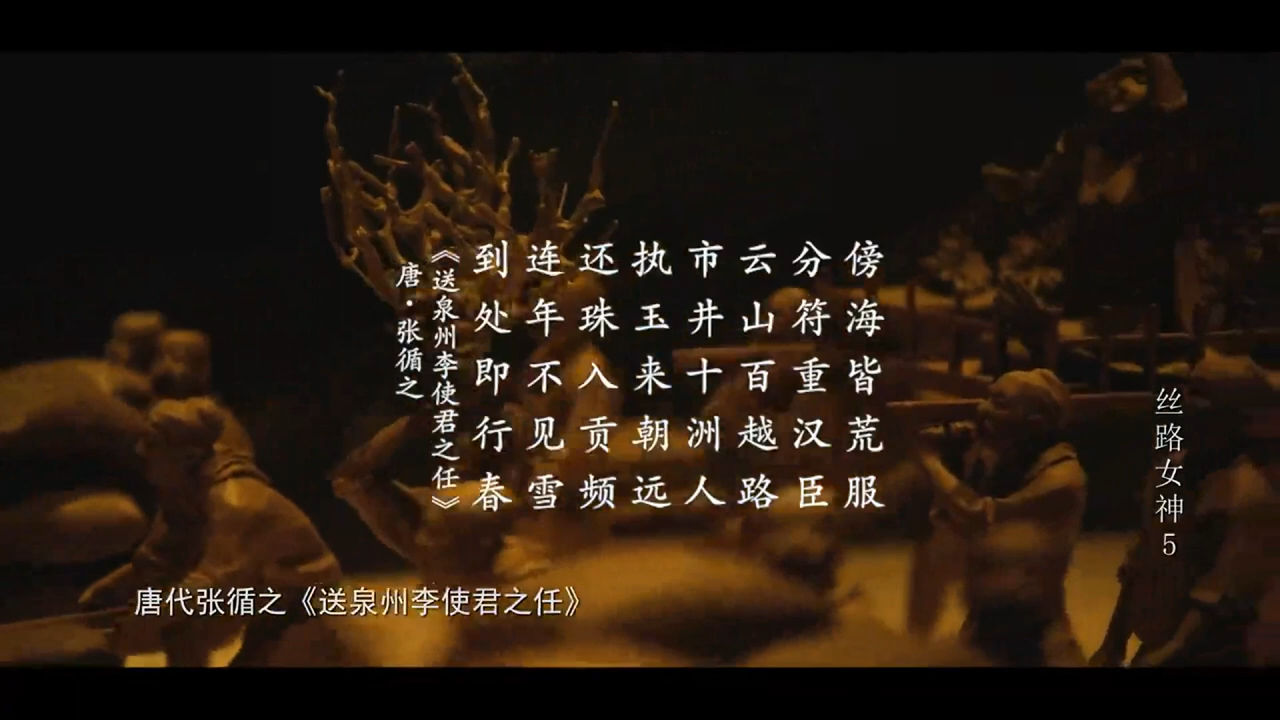 傍海皆荒服
分符重汉臣
云山百越路
市井十洲人
执玉来朝远
还珠入贡频
连年不见雪
到处即行春
《送泉州李使君之任》
唐·张循之
丝路女神5
唐代张循之《送泉州李使君之任》